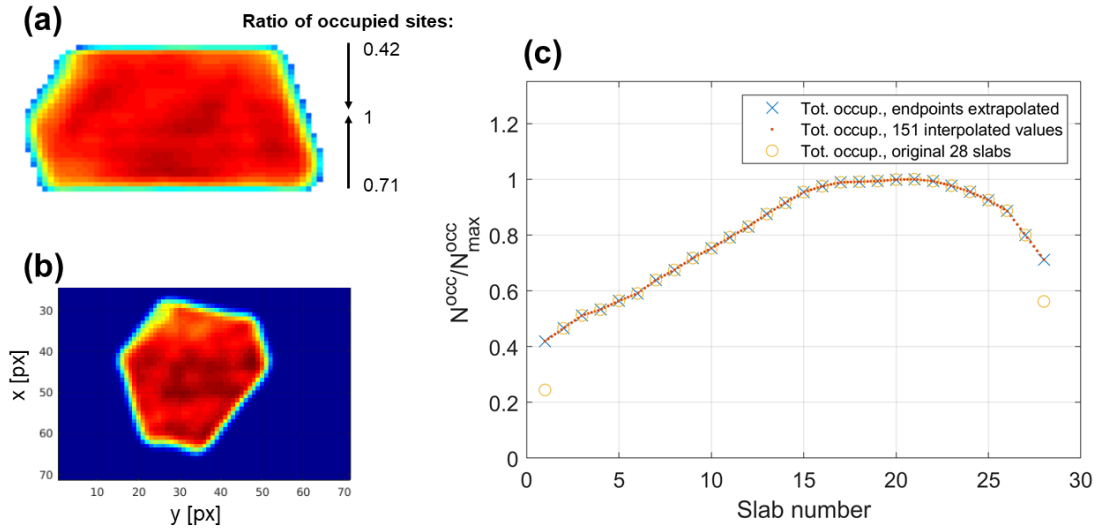 (a)
Ratio of occupied sites:
0.42
1
0.71
(b)
30
40
50
60
70
x [px]
10 20 30 40 50 60 70
y [px]
(c)
× Tot. occup., endpoints extrapolated
Tot. occup., 151 interpolated values
Tot. occup., original 28 slabs
1.2
1
0.8
0.6
0.4
0.2
0
N^occ/N^occ_max
0 5 10 15 20 25 30
Slab number